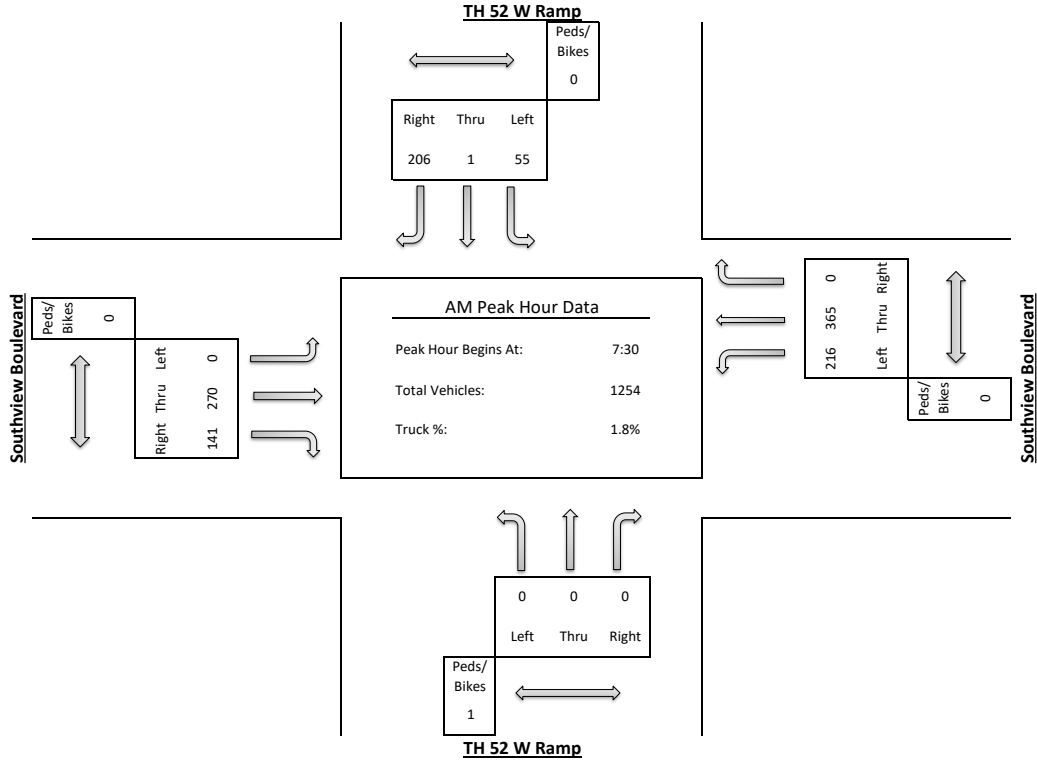 TH 52 W Ramp
Peds/
Bikes
0
Right Thru Left
206 1 55
Southview Boulevard
Peds/
Bikes
0
Left 0
Thru 270
Right 141
AM Peak Hour Data
Peak Hour Begins At: 7:30
Total Vehicles: 1254
Truck %: 1.8%
0 Right
365 Thru
216 Left
Peds/
Bikes
0
Southview Boulevard
0 0 0
Left Thru Right
Peds/
Bikes
1
TH 52 W Ramp